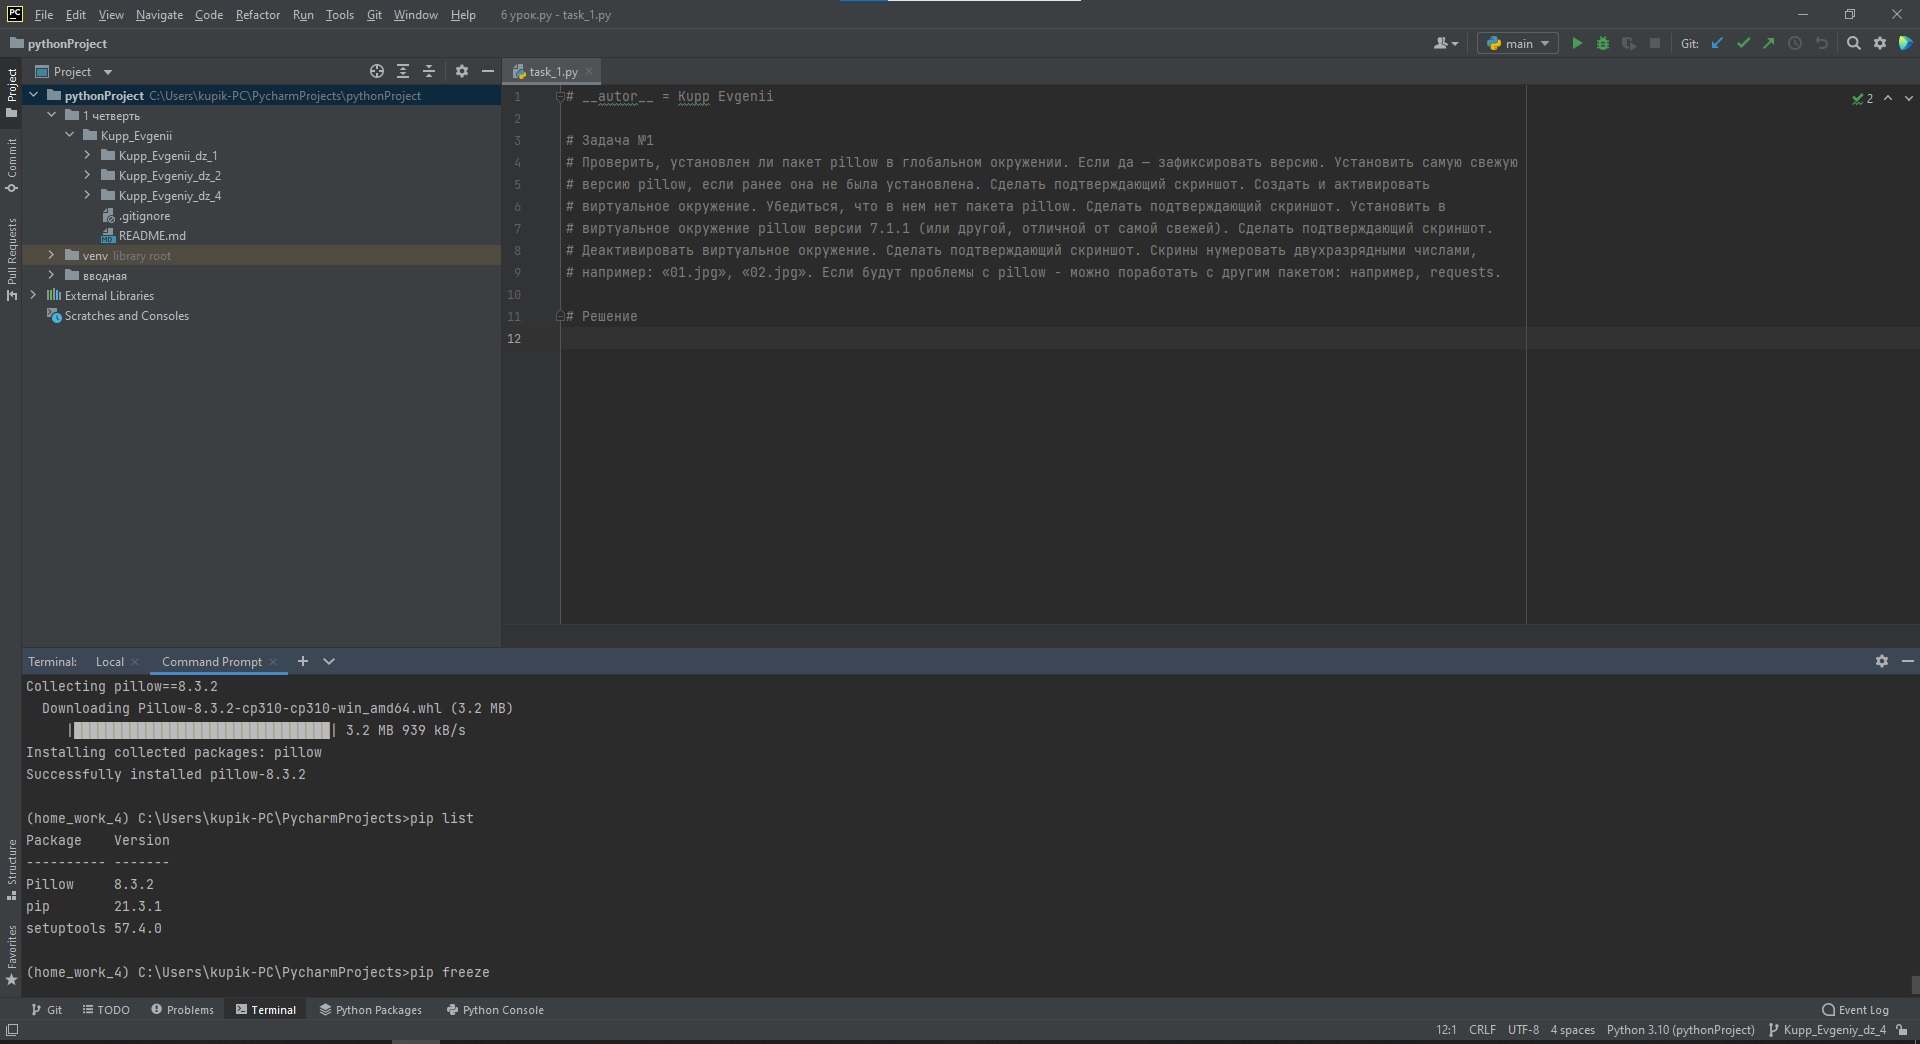 PC File Edit View Navigate Code Refactor Run Tools Git Window Help 6 урок.py - task_1.py
pythonProject main Git:
Project task_1.py
pythonProject C:\Users\kupik-PC\PycharmProjects\pythonProject
1 четверть
Kupp_Evgenii
Kupp_Evgenii_dz_1
Kupp_Evgeniy_dz_2
Kupp_Evgeniy_dz_4
.gitignore
README.md
venv library root
вводная
External Libraries
Scratches and Consoles
Project
Commit
Pull Requests
Structure
Favorites
2
1 # __autor__ = Kupp Evgenii
2
3 # Задача №1
4 # Проверить, установлен ли пакет pillow в глобальном окружении. Если да — зафиксировать версию. Установить самую свежую
5 # версию pillow, если ранее она не была установлена. Сделать подтверждающий скриншот. Создать и активировать
6 # виртуальное окружение. Убедиться, что в нем нет пакета pillow. Сделать подтверждающий скриншот. Установить в
7 # виртуальное окружение pillow версии 7.1.1 (или другой, отличной от самой свежей). Сделать подтверждающий скриншот.
8 # Деактивировать виртуальное окружение. Сделать подтверждающий скриншот. Скрины нумеровать двухразрядными числами,
9 # например: «01.jpg», «02.jpg». Если будут проблемы с pillow - можно поработать с другим пакетом: например, requests.
10
11 # Решение
12
Terminal: Local Command Prompt
Collecting pillow==8.3.2
Downloading Pillow-8.3.2-cp310-cp310-win_amd64.whl (3.2 MB)
| | 3.2 MB 939 kB/s
Installing collected packages: pillow
Successfully installed pillow-8.3.2
(home_work_4) C:\Users\kupik-PC\PycharmProjects>pip list
Package Version
---------- -------
Pillow 8.3.2
pip 21.3.1
setuptools 57.4.0
(home_work_4) C:\Users\kupik-PC\PycharmProjects>pip freeze
Git TODO Problems Terminal Python Packages Python Console Event Log
12:1 CRLF UTF-8 4 spaces Python 3.10 (pythonProject) Kupp_Evgeniy_dz_4